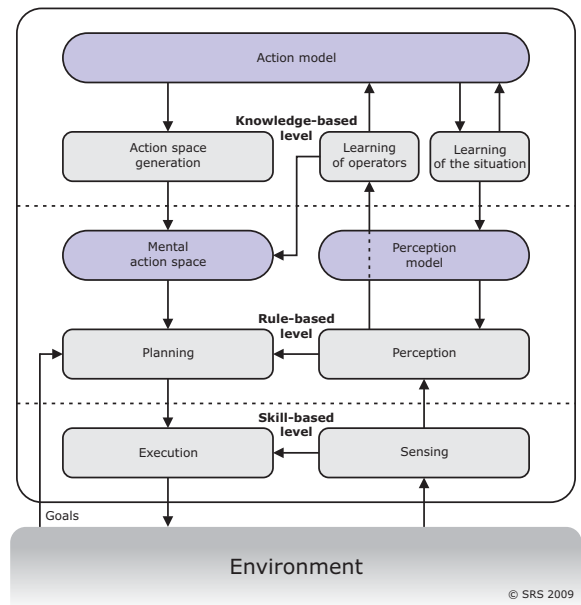 Action model
Knowledge-based
level
Action space
generation
Learning
of operators
Learning
of the situation
Mental
action space
Perception
model
Rule-based
level
Planning
Perception
Skill-based
level
Execution
Sensing
Goals
Environment
© SRS 2009